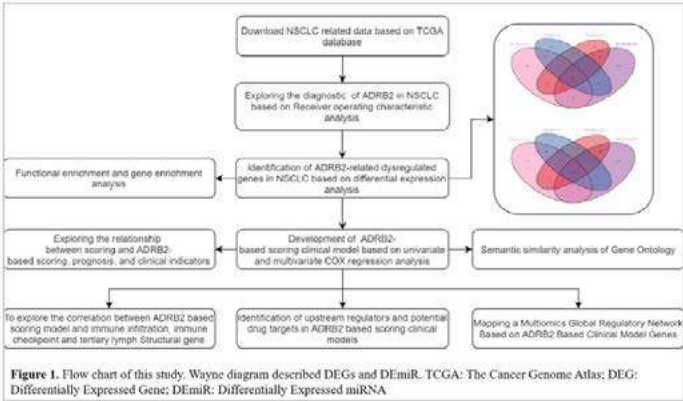 Download NSCLC related data based on TCGA
database
Exploring the diagnostic of ADRB2 in NSCLC
based on Receiver operating characteristic
analysis
Functional enrichment and gene enrichment
analysis
Identification of ADRB2-related dysregulated
genes in NSCLC based on differential expression
analysis
Exploring the relationship
between scoring and ADRB2-
based scoring, prognosis, and clinical indicators
Development of ADRB2-
based scoring clinical model based on univariate
and multivariate COX regression analysis
Semantic similarity analysis of Gene Ontology
To explore the correlation between ADRB2 based
scoring model and immune infiltration, immune
checkpoint and tertiary lymph Structural gene
Identification of upstream regulators and potential
drug targets in ADRB2 based scoring clinical
models
Mapping a Multiomics Global Regulatory Network
Based on ADRB2 Based Clinical Model Genes
Figure 1. Flow chart of this study. Wayne diagram described DEGs and DEmiR. TCGA: The Cancer Genome Atlas; DEG:
Differentially Expressed Gene; DEmiR: Differentially Expressed miRNA